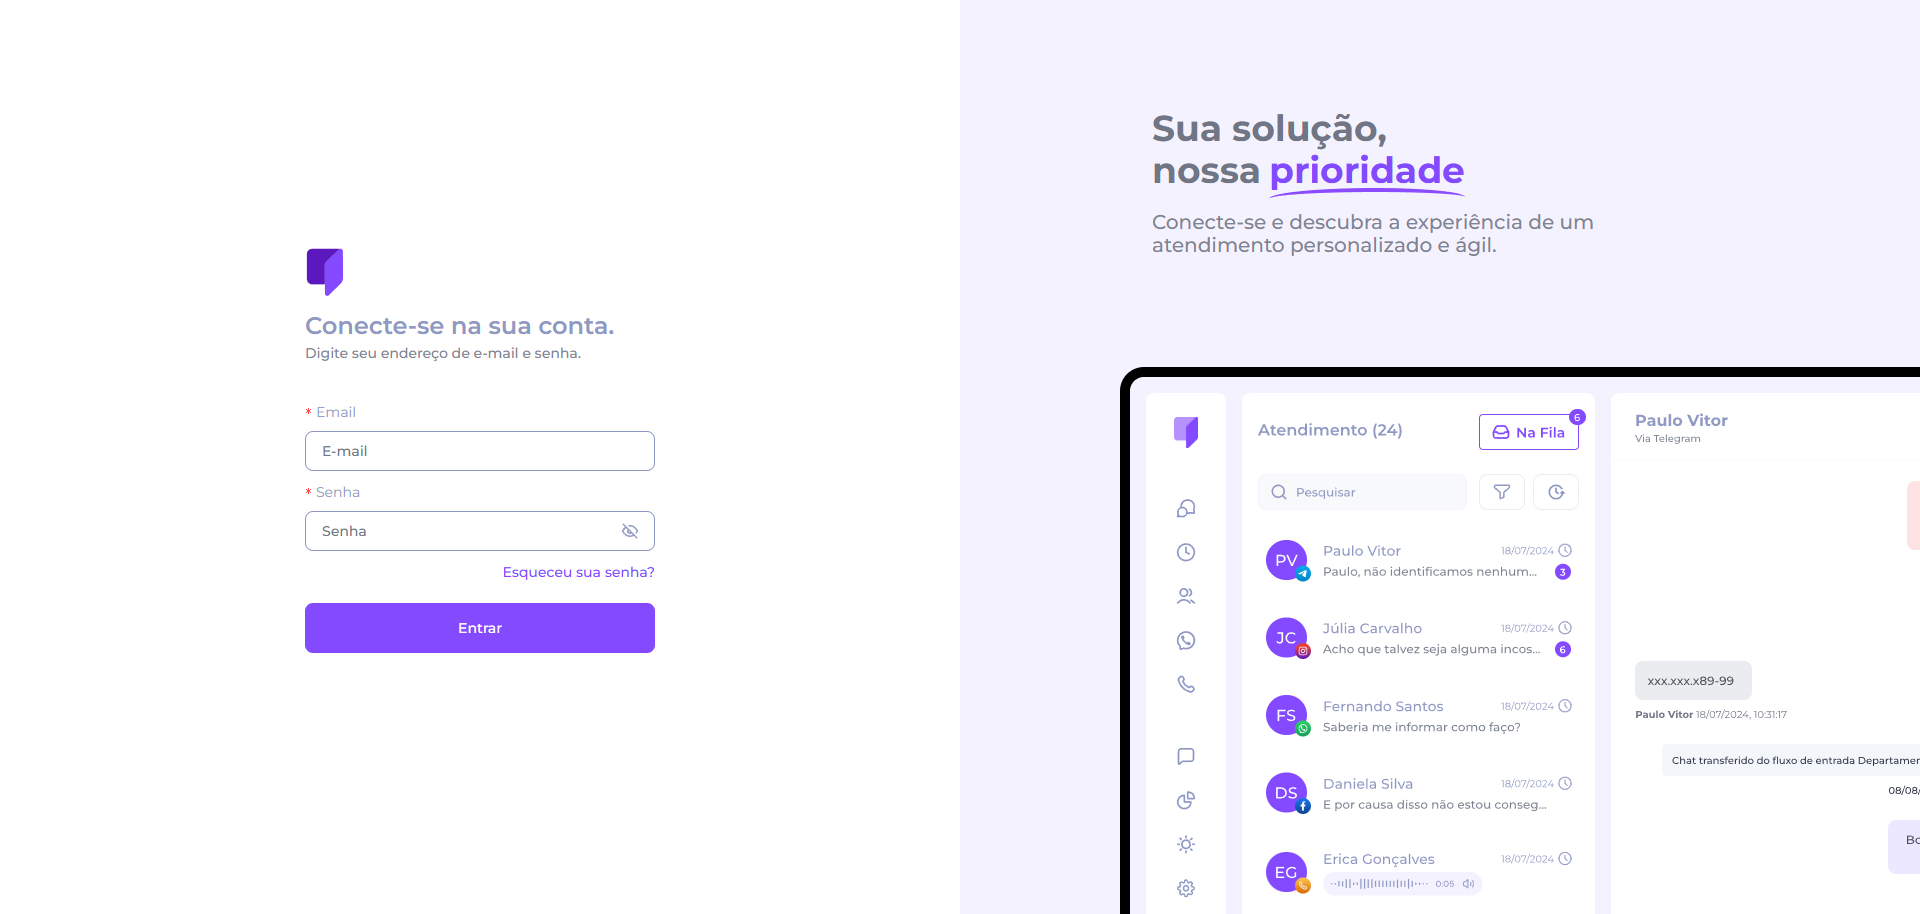 Conecte-se na sua conta.
Digite seu endereço de e-mail e senha.
* Email
E-mail
* Senha
Senha
Esqueceu sua senha?
Entrar
Sua solução,
nossa prioridade
Conecte-se e descubra a experiência de um
atendimento personalizado e ágil.
Atendimento (24)
Na Fila
6
Pesquisar
PV
Paulo Vitor
18/07/2024
Paulo, não identificamos nenhum...
3
JC
Júlia Carvalho
18/07/2024
Acho que talvez seja alguma incos...
6
FS
Fernando Santos
18/07/2024
Saberia me informar como faço?
DS
Daniela Silva
18/07/2024
E por causa disso não estou conseg...
EG
Erica Gonçalves
18/07/2024
0:05
Paulo Vitor
Via Telegram
xxx.xxx.x89-99
Paulo Vitor 18/07/2024, 10:31:17
Chat transferido do fluxo de entrada
08/08/